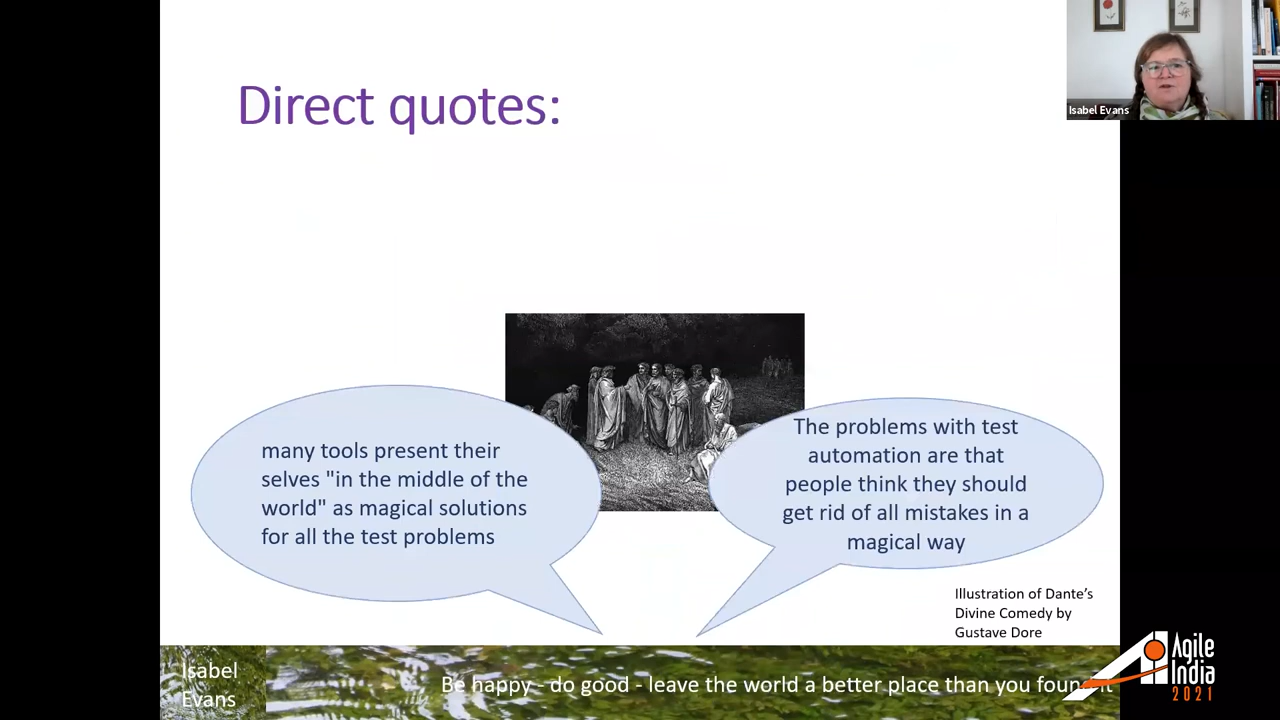 Direct quotes:
Isabel Evans
many tools present their
selves "in the middle of the
world" as magical solutions
for all the test problems
The problems with test
automation are that
people think they should
get rid of all mistakes in a
magical way
Illustration of Dante’s
Divine Comedy by
Gustave Dore
Isabel
Evans
Be happy - do good - leave the world a better place than you found it
Agile
India
2021